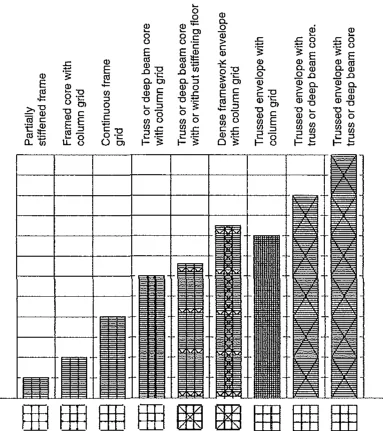 Partially
stiffened frame
Framed core with
column grid
Continuous frame
grid
Truss or deep beam core
with column grid
Truss or deep beam core
with or without stiffening floor
Dense framework envelope
with column grid
Trussed envelope with
column grid
Trussed envelope with
truss or deep beam core.
Trussed envelope with
truss or deep beam core